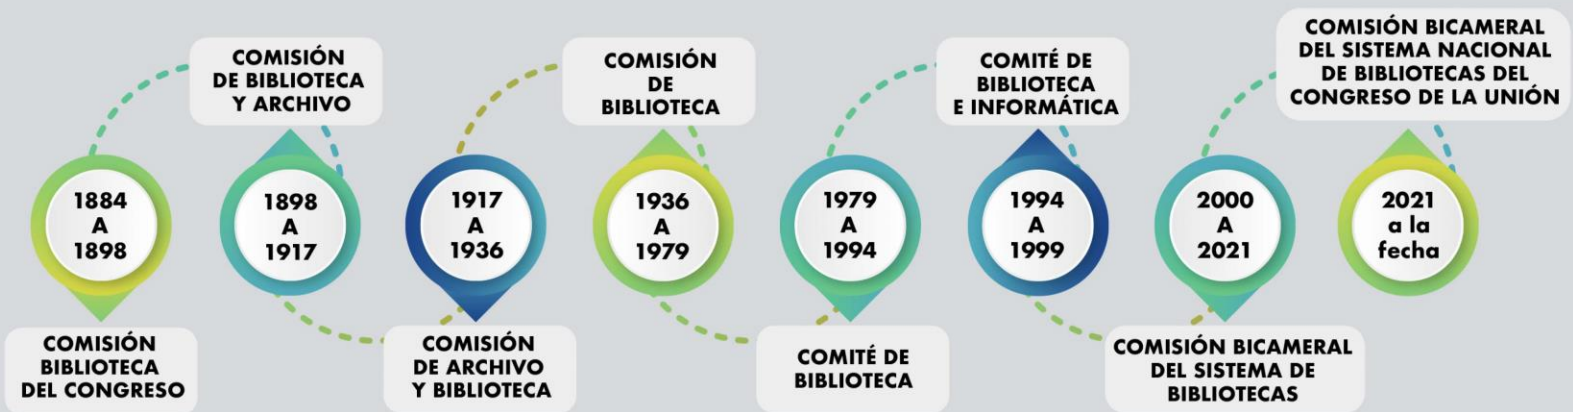 1884
A
1898
COMISIÓN
BIBLIOTECA
DEL CONGRESO
COMISIÓN
DE BIBLIOTECA
Y ARCHIVO
1898
A
1917
1917
A
1936
COMISIÓN
DE ARCHIVO
Y BIBLIOTECA
COMISIÓN
DE
BIBLIOTECA
1936
A
1979
1979
A
1994
COMITÉ DE
BIBLIOTECA
COMITÉ DE
BIBLIOTECA
E INFORMÁTICA
1994
A
1999
2000
A
2021
COMISIÓN BICAMERAL
DEL SISTEMA DE
BIBLIOTECAS
COMISIÓN BICAMERAL
DEL SISTEMA NACIONAL
DE BIBLIOTECAS DEL
CONGRESO DE LA UNIÓN
2021
a la
fecha